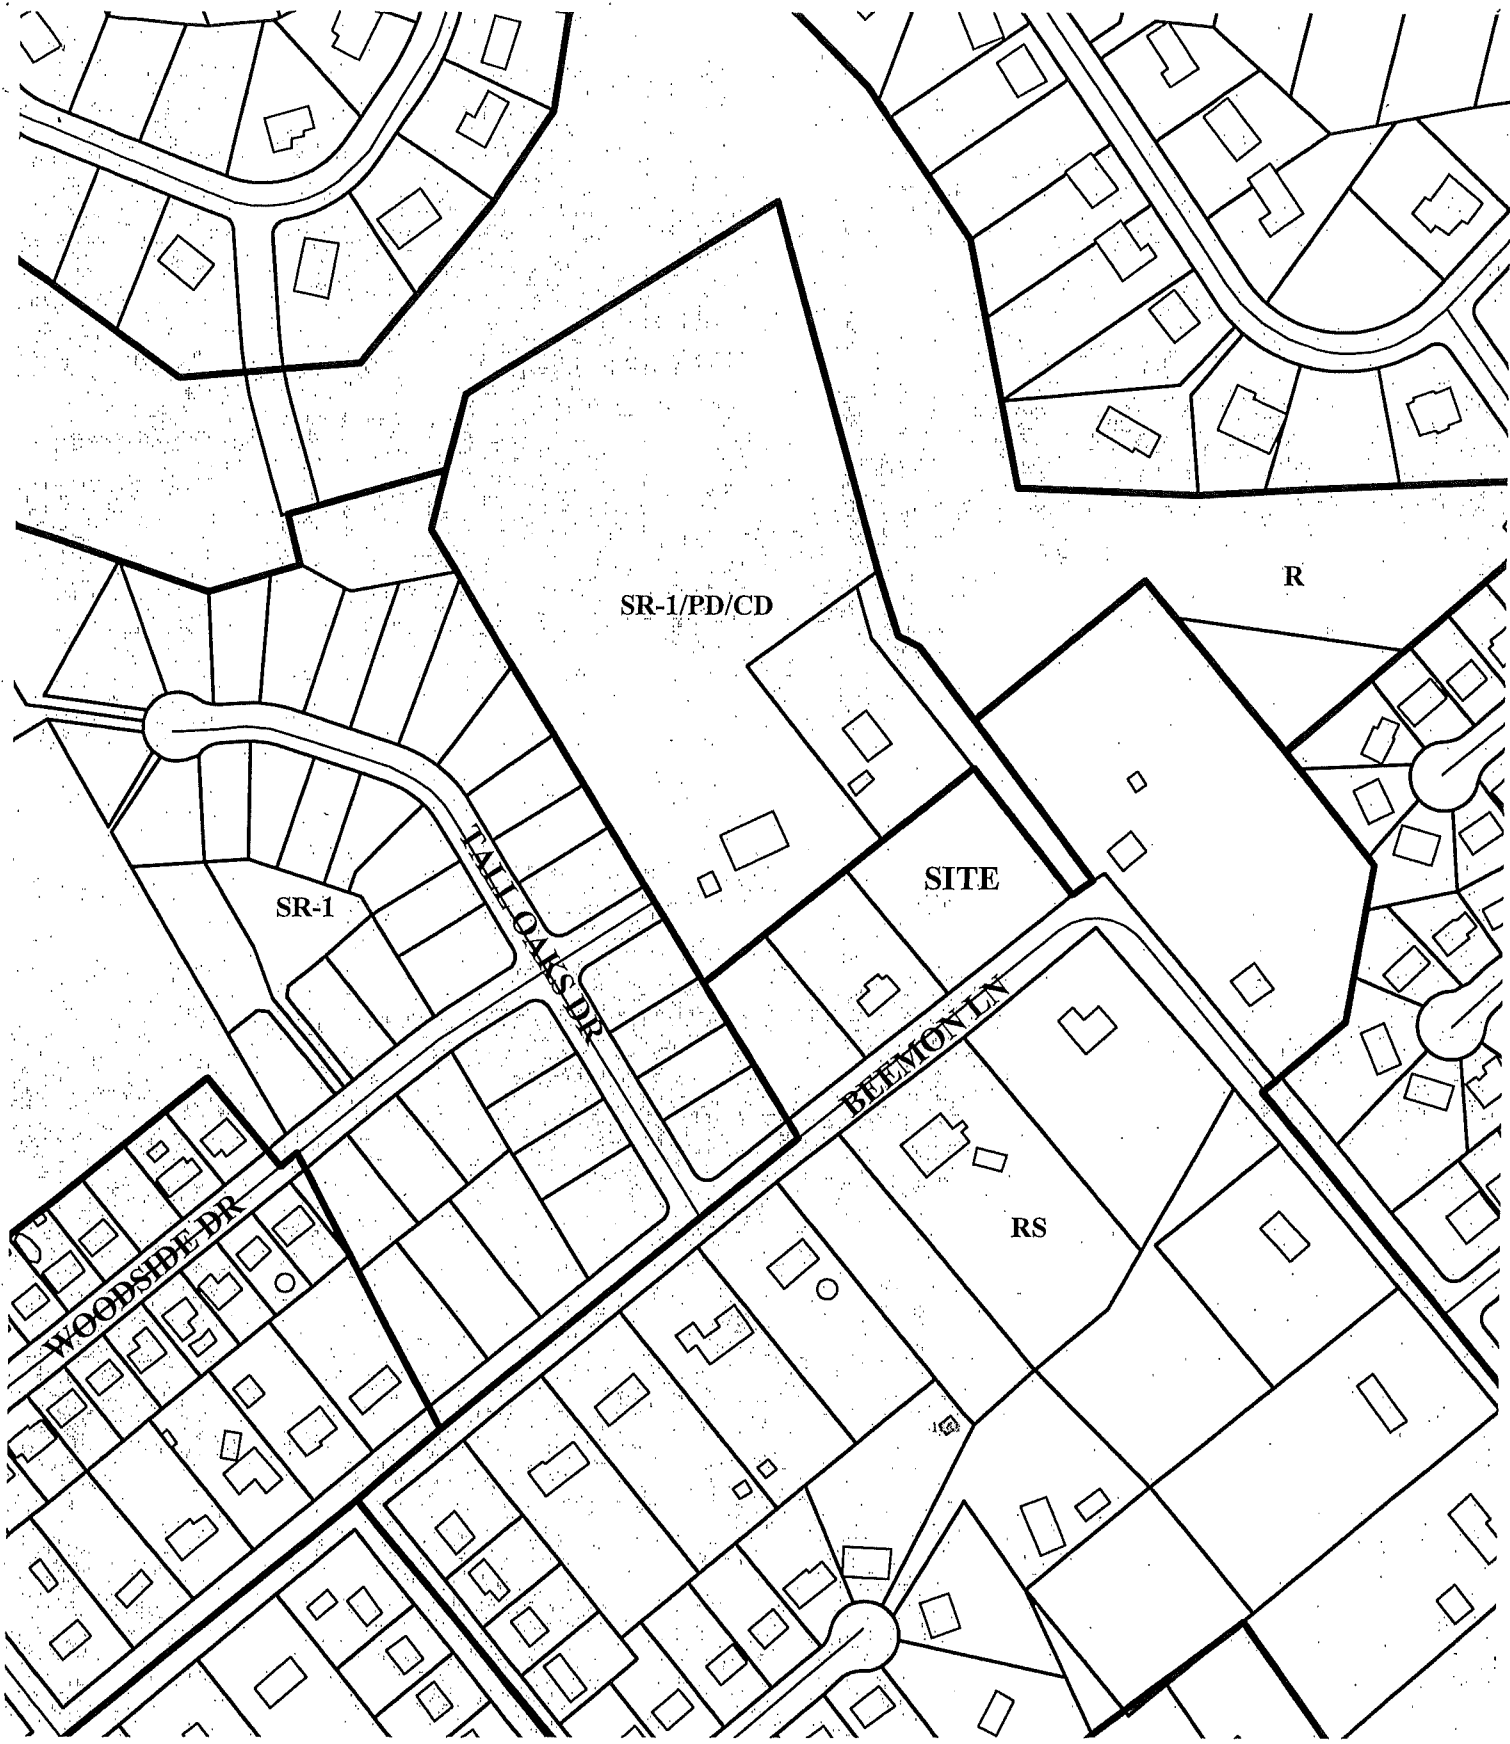 R
SR-1/PD/CD
SITE
SR-1
TALL OAKS DR
BEEMON LN
RS
WOODSIDE DR